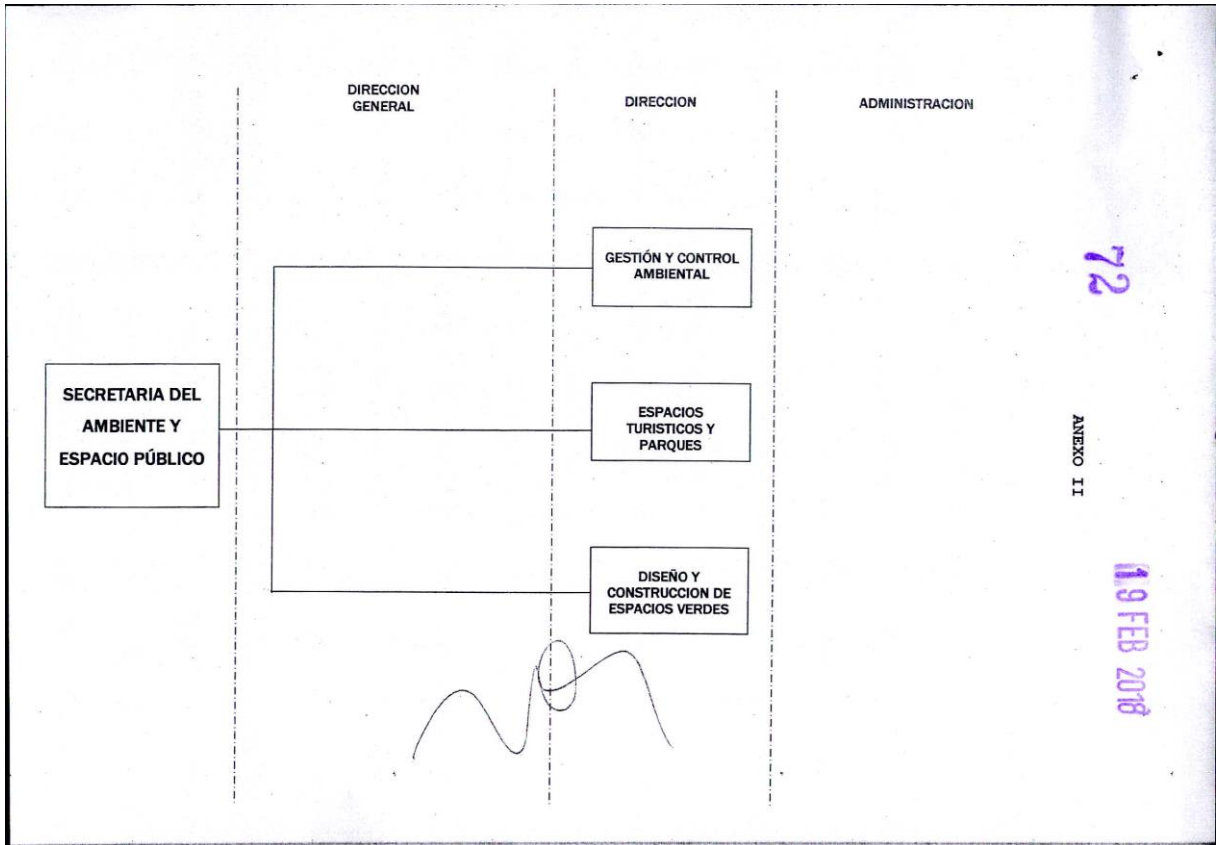 DIRECCION
GENERAL
DIRECCION
ADMINISTRACION
GESTIÓN Y CONTROL
AMBIENTAL
SECRETARIA DEL
AMBIENTE Y
ESPACIO PÚBLICO
ESPACIOS
TURISTICOS Y
PARQUES
DISEÑO Y
CONSTRUCCION DE
ESPACIOS VERDES
72
ANEXO II
19 FEB 2018